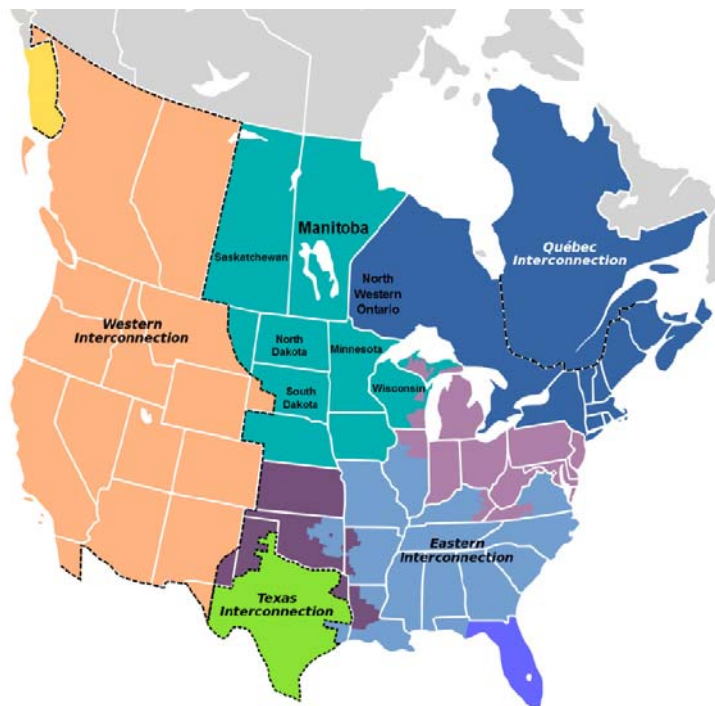 Manitoba
Saskatchewan
Québec
Interconnection
North
Western
Ontario
Western
Interconnection
North
Dakota
Minnesota
South
Dakota
Wisconsin
Eastern
Interconnection
Texas
Interconnection